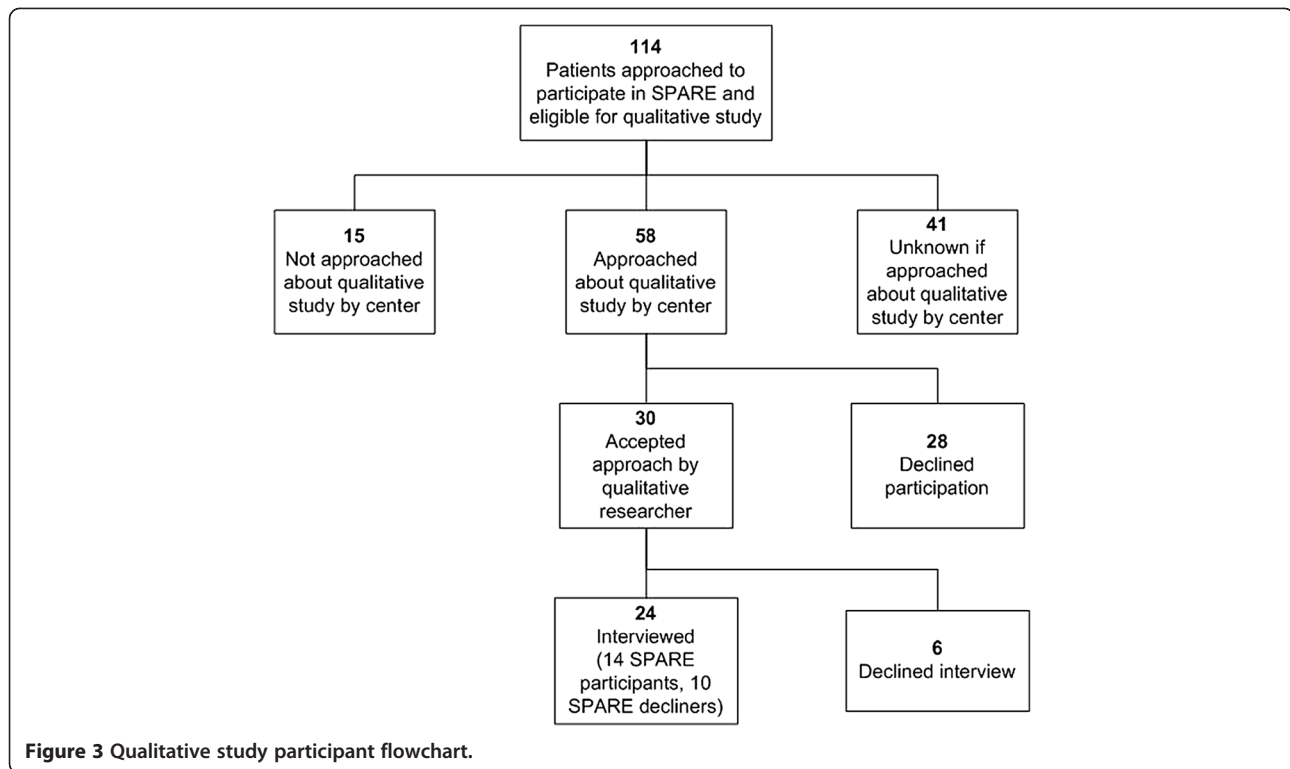 114
Patients approached to
participate in SPARE and
eligible for qualitative study
15
Not approached
about qualitative
study by center
58
Approached
about qualitative
study by center
41
Unknown if
approached
about qualitative
study by center
30
Accepted
approach by
qualitative
researcher
28
Declined
participation
24
Interviewed
(14 SPARE
participants, 10
SPARE decliners)
6
Declined interview
Figure 3 Qualitative study participant flowchart.